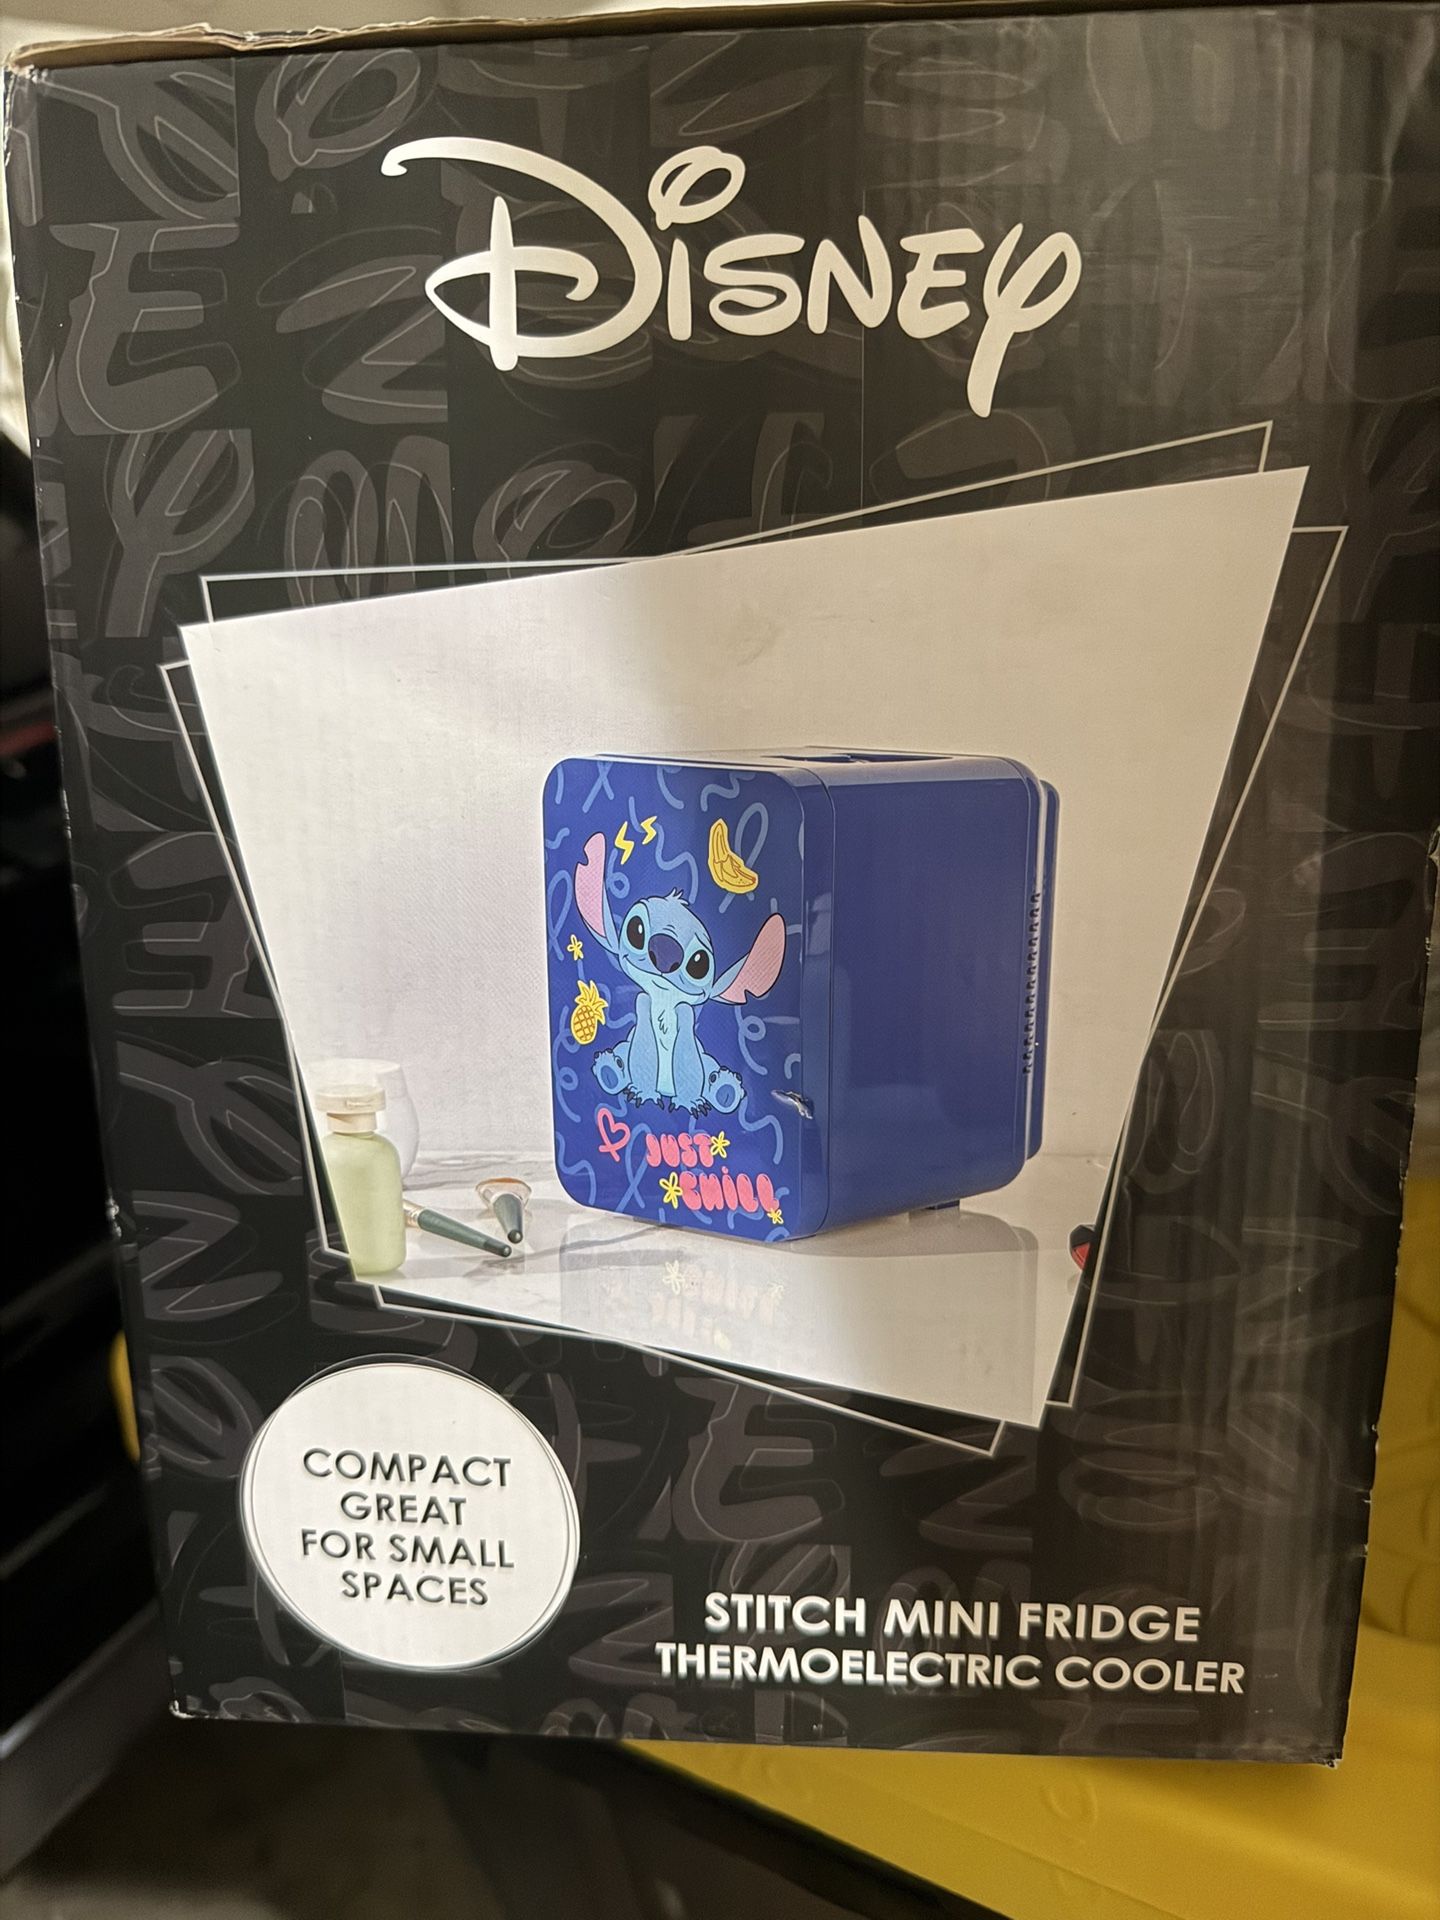 Disney
JUST
CHILL
COMPACT
GREAT
FOR SMALL
SPACES
STITCH MINI FRIDGE
THERMOELECTRIC COOLER